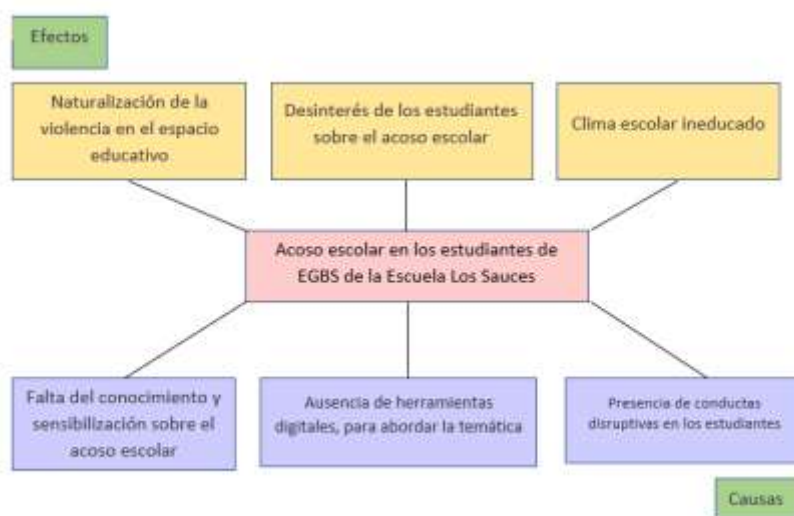 Efectos
Naturalización de la
violencia en el espacio
educativo
Desinterés de los estudiantes
sobre el acoso escolar
Clima escolar ineducado
Acoso escolar en los estudiantes de
EGBS de la Escuela Los Sauces
Falta del conocimiento y
sensibilización sobre el
acoso escolar
Ausencia de herramientas
digitales, para abordar la temática
Presencia de conductas
disruptivas en los estudiantes
Causas